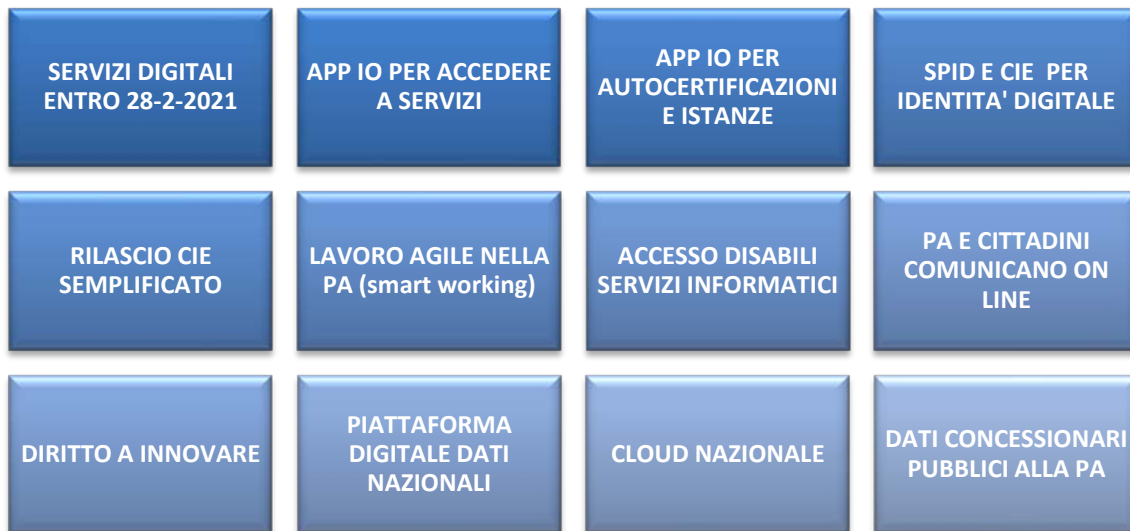 SERVIZI DIGITALI
ENTRO 28-2-2021
APP IO PER ACCEDERE
A SERVIZI
APP IO PER
AUTOCERTIFICAZIONI
E ISTANZE
SPID E CIE PER
IDENTITA' DIGITALE
RILASCIO CIE
SEMPLIFICATO
LAVORO AGILE NELLA
PA (smart working)
ACCESSO DISABILI
SERVIZI INFORMATICI
PA E CITTADINI
COMUNICANO ON
LINE
DIRITTO A INNOVARE
PIATTAFORMA
DIGITALE DATI
NAZIONALI
CLOUD NAZIONALE
DATI CONCESSIONARI
PUBBLICI ALLA PA